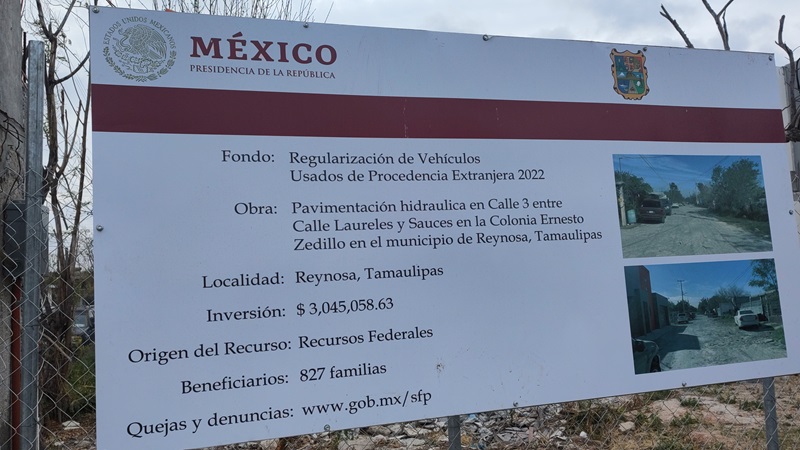 ESTADOS UNIDOS MEXICANOS
MÉXICO
PRESIDENCIA DE LA REPÚBLICA
Fondo: Regularización de Vehículos
Usados de Procedencia Extranjera 2022
Obra: Pavimentación hidraulica en Calle 3 entre
Calle Laureles y Sauces en la Colonia Ernesto
Zedillo en el municipio de Reynosa, Tamaulipas
Localidad: Reynosa, Tamaulipas
Inversión: $ 3,045,058.63
Origen del Recurso: Recursos Federales
Beneficiarios: 827 familias
Quejas y denuncias: www.gob.mx/sfp